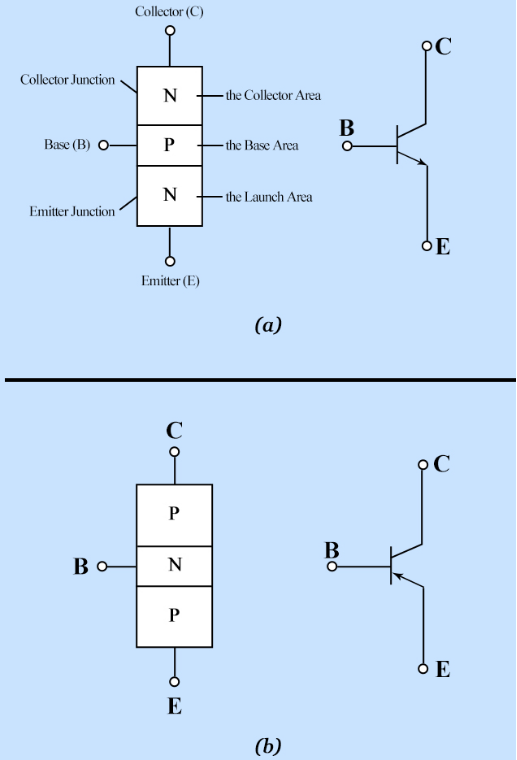 Collector (C)
Collector Junction
N
the Collector Area
Base (B)
P
the Base Area
N
the Launch Area
Emitter Junction
Emitter (E)
C
B
E
(a)
C
P
B
N
P
E
C
B
E
(b)